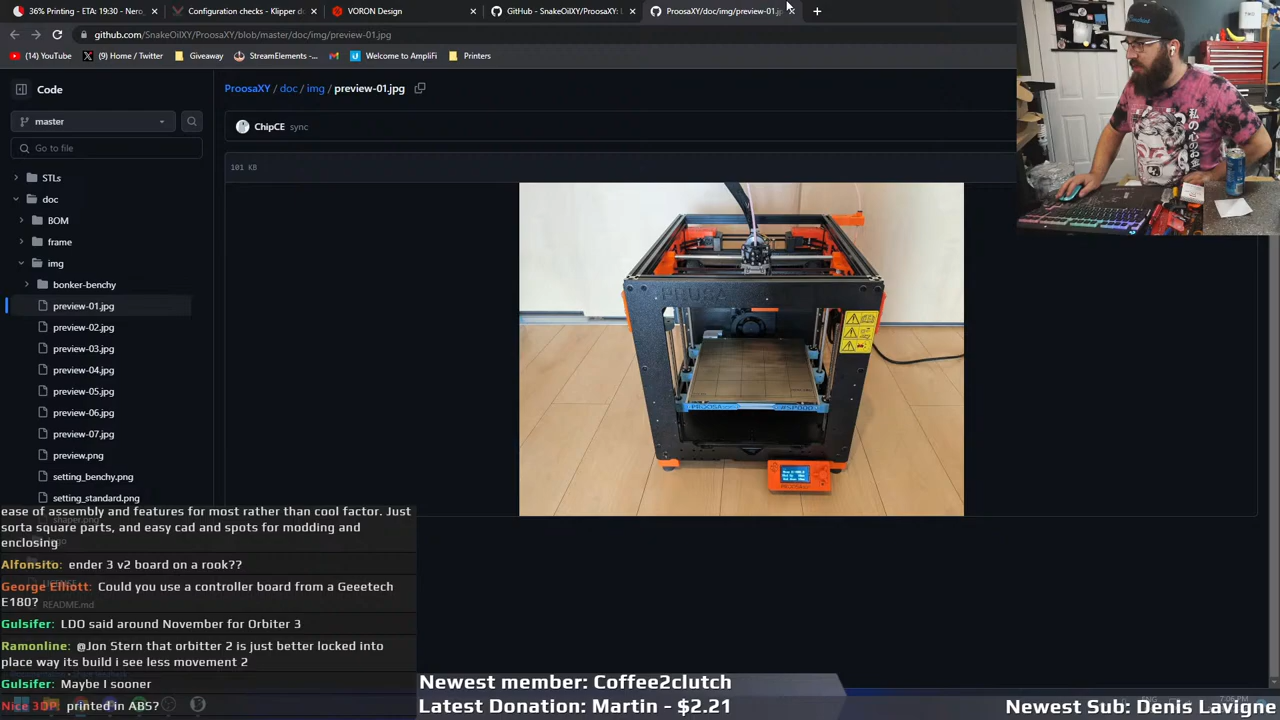 36% Printing - ETA: 19:30 - Nero
Configuration checks - Klipper do
VORON Design
GitHub - SnakeOilXY/ProosaXY:
ProosaXY/doc/img/preview-01.jp
github.com/SnakeOilXY/ProosaXY/blob/master/doc/img/preview-01.jpg
(14) YouTube
(9) Home / Twitter
Giveaway
StreamElements -...
Welcome to AmpliFi
Printers
Code
ProosaXY / doc / img / preview-01.jpg
master
ChipCE sync
Go to file
101 KB
STLs
doc
BOM
frame
img
preview-01.jpg
preview-02.jpg
preview-03.jpg
preview-04.jpg
preview-05.jpg
preview-06.jpg
preview-07.jpg
preview.png
setting_benchy.png
setting_standard.png
ease of assembly and features for most rather than cool factor. Just
sorta square parts, and easy cad and spots for modding and
enclosing
Alfonsito: ender 3 v2 board on a rook??
George Elliott: Could you use a controller board from a Geeetech
E180?
README.md
Gulsifer: LDO said around November for Orbiter 3
Ramonline: @Jon Stern that orbitter 2 is just better locked into
place way its build i see less movement 2
Gulsifer: Maybe l sooner
Nice 3DP: printed in ABS?
Newest member: Coffee2clutch
Latest Donation: Martin - $2.21
Newest Sub: Denis Lavigne